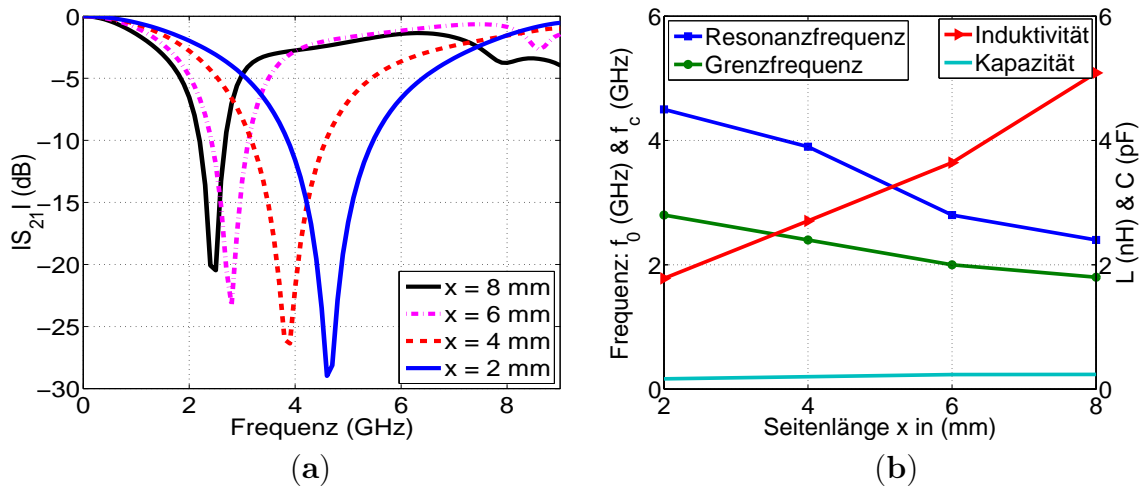 0
−5
−10
−15
−20
−25
−30
0
2
4
6
8
Frequenz (GHz)
|S21| (dB)
x = 8 mm
x = 6 mm
x = 4 mm
x = 2 mm
(a)
6
4
2
0
Frequenz: f0 (GHz) & fc (GHz)
Resonanzfrequenz
Grenzfrequenz
Induktivität
Kapazität
6
4
2
0
L (nH) & C (pF)
2
4
6
8
Seitenlänge x in (mm)
(b)